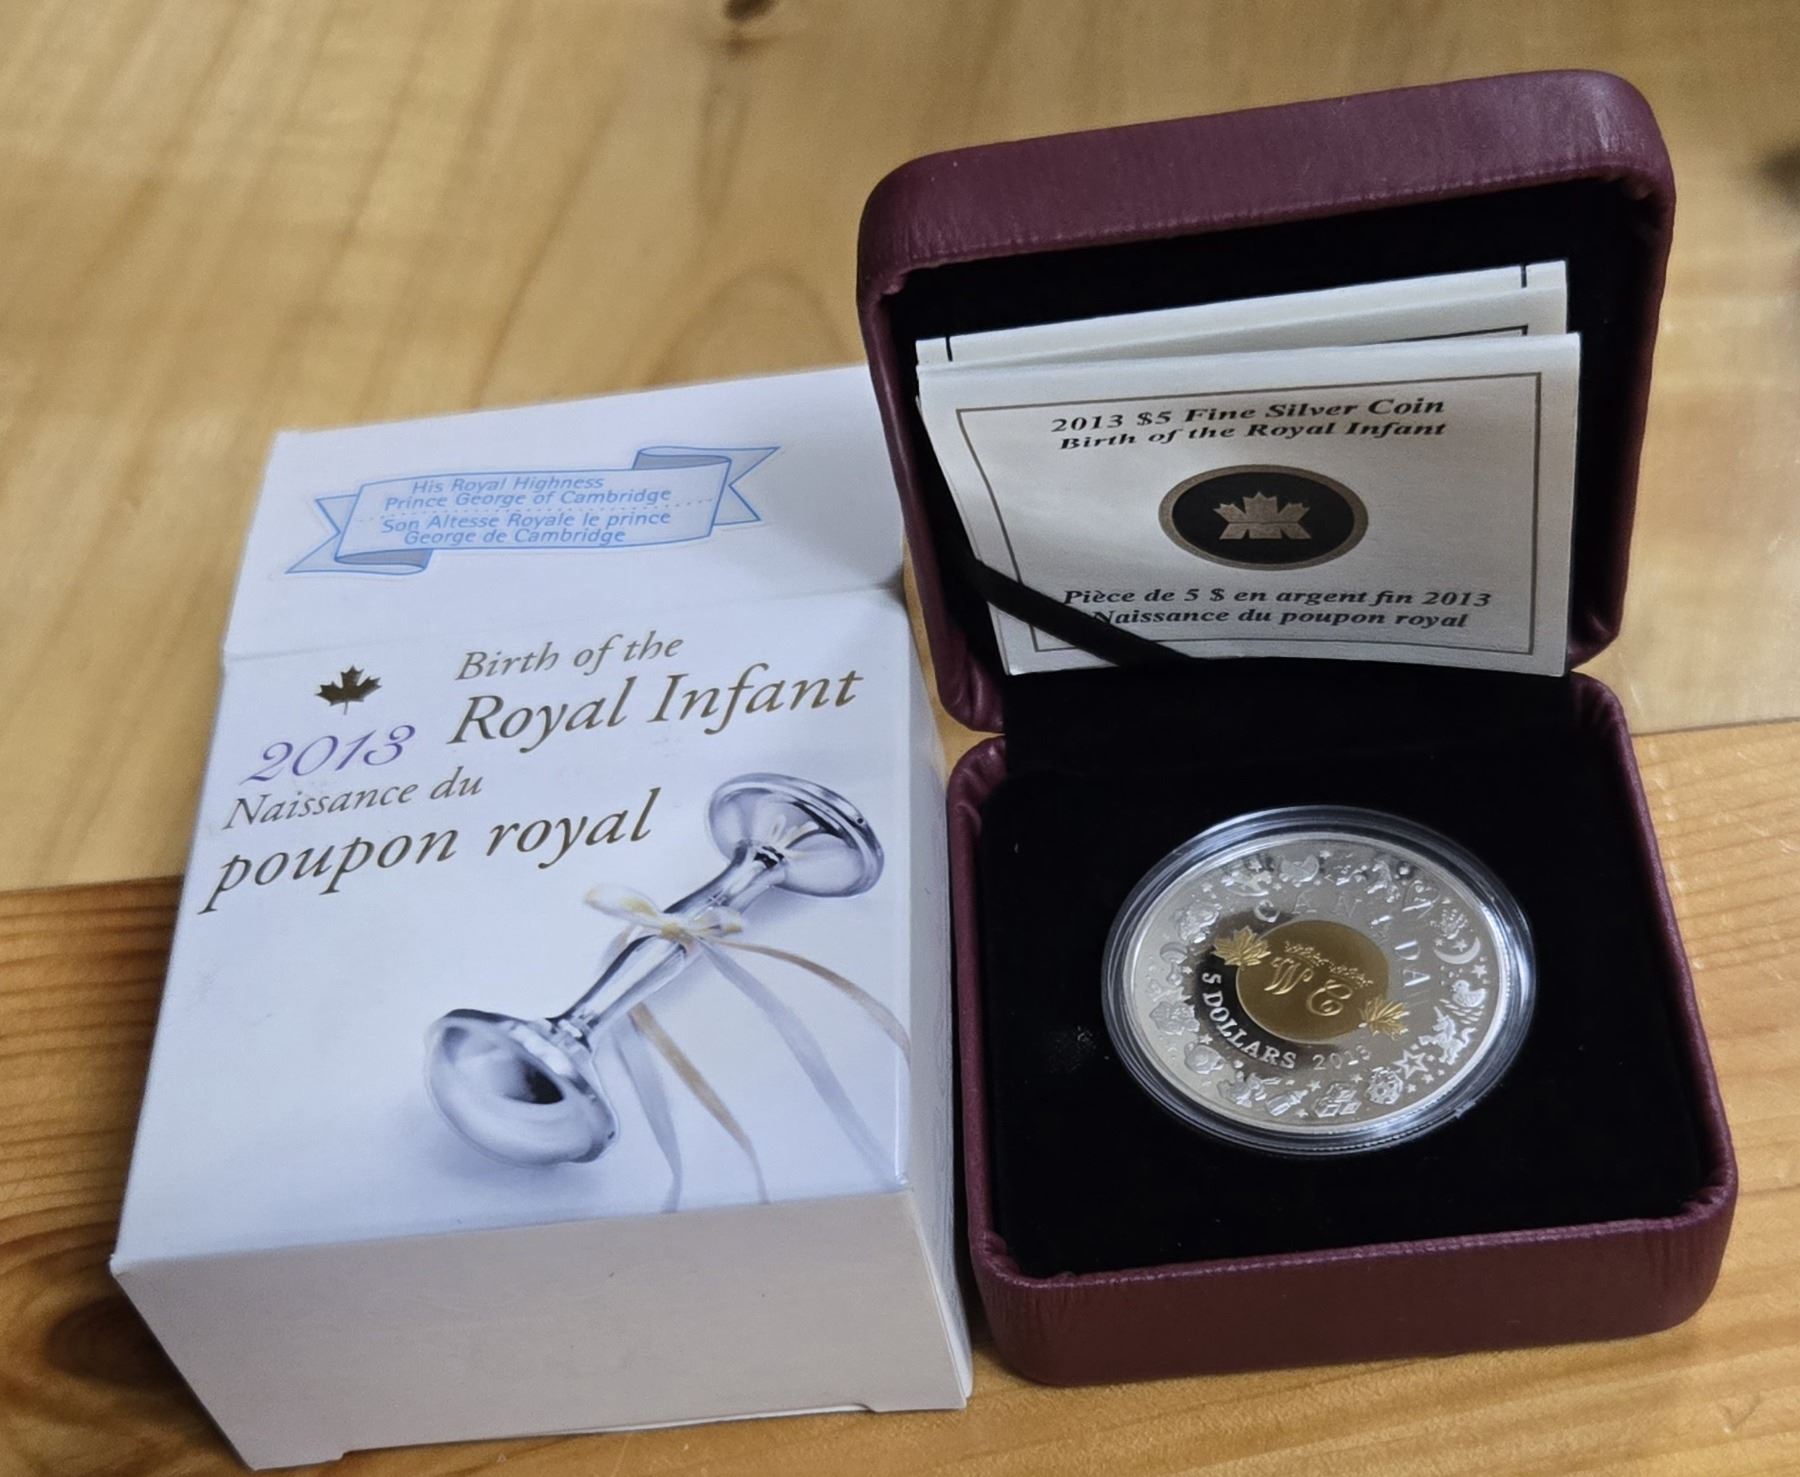 His Royal Highness
Prince George of Cambridge
Son Altesse Royale le prince
George de Cambridge
Birth of the
Royal Infant
2013
Naissance du
poupon royal
2013 $5 Fine Silver Coin
Birth of the Royal Infant
Pièce de 5 $ en argent fin 2013
Naissance du poupon royal
CANADA
W C
5 DOLLARS 2013